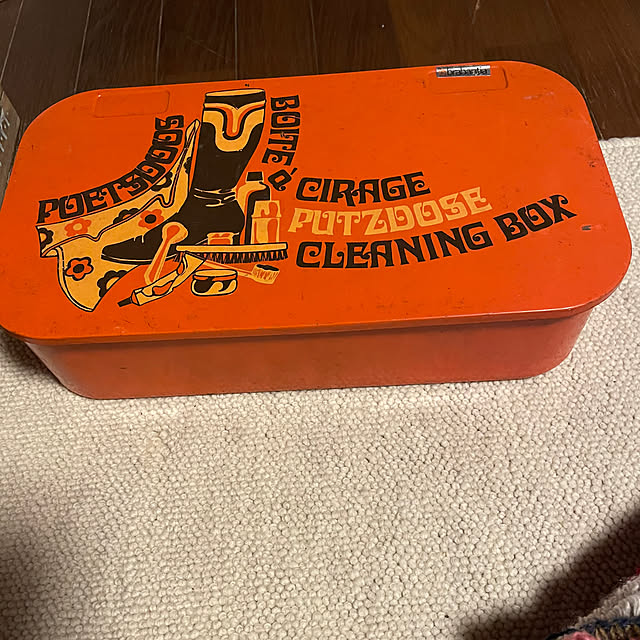 brabantia
POETSDOOS
BOITE D'
CIRAGE
PUTZDOSE
CLEANING BOX